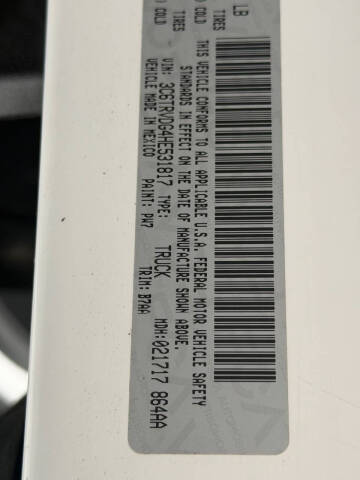 LB
TIRES
TIRES
) COLD
) COLD
THIS VEHICLE CONFORMS TO ALL APPLICABLE U.S.A. FEDERAL MOTOR VEHICLE SAFETY
STANDARDS IN EFFECT ON THE DATE OF MANUFACTURE SHOWN ABOVE.
VIN: 3C6TRVDG4HE531817 TYPE: TRUCK MDH:021717 864AA
VEHICLE MADE IN MEXICO PAINT: PW7 TRIM: B7AA